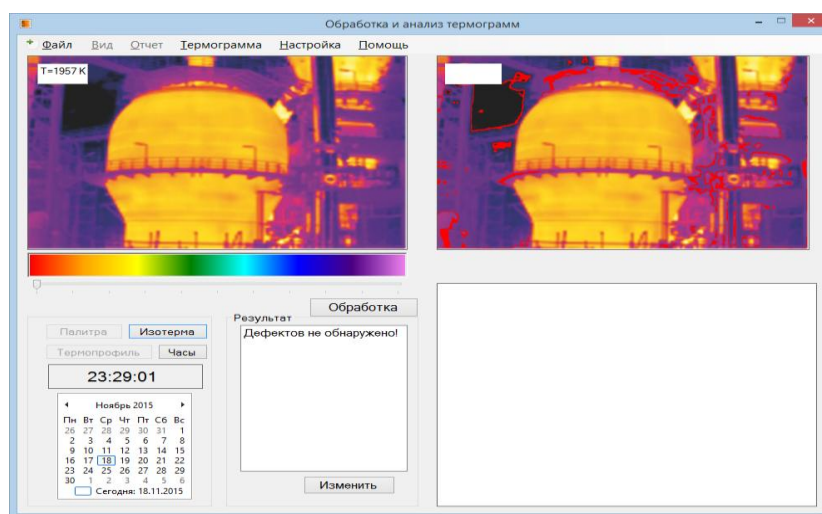 Обработка и анализ термограмм
Файл Вид Отчет Термограмма Настройка Помощь
T=1957 K
Обработка
Палитра Изотерма
Термопрофиль Часы
23:29:01
Ноябрь 2015
Пн Вт Ср Чт Пт Сб Вс
26 27 28 29 30 31 1
2 3 4 5 6 7 8
9 10 11 12 13 14 15
16 17 18 19 20 21 22
23 24 25 26 27 28 29
30 1 2 3 4 5 6
Сегодня: 18.11.2015
Результат
Дефектов не обнаружено!
Изменить